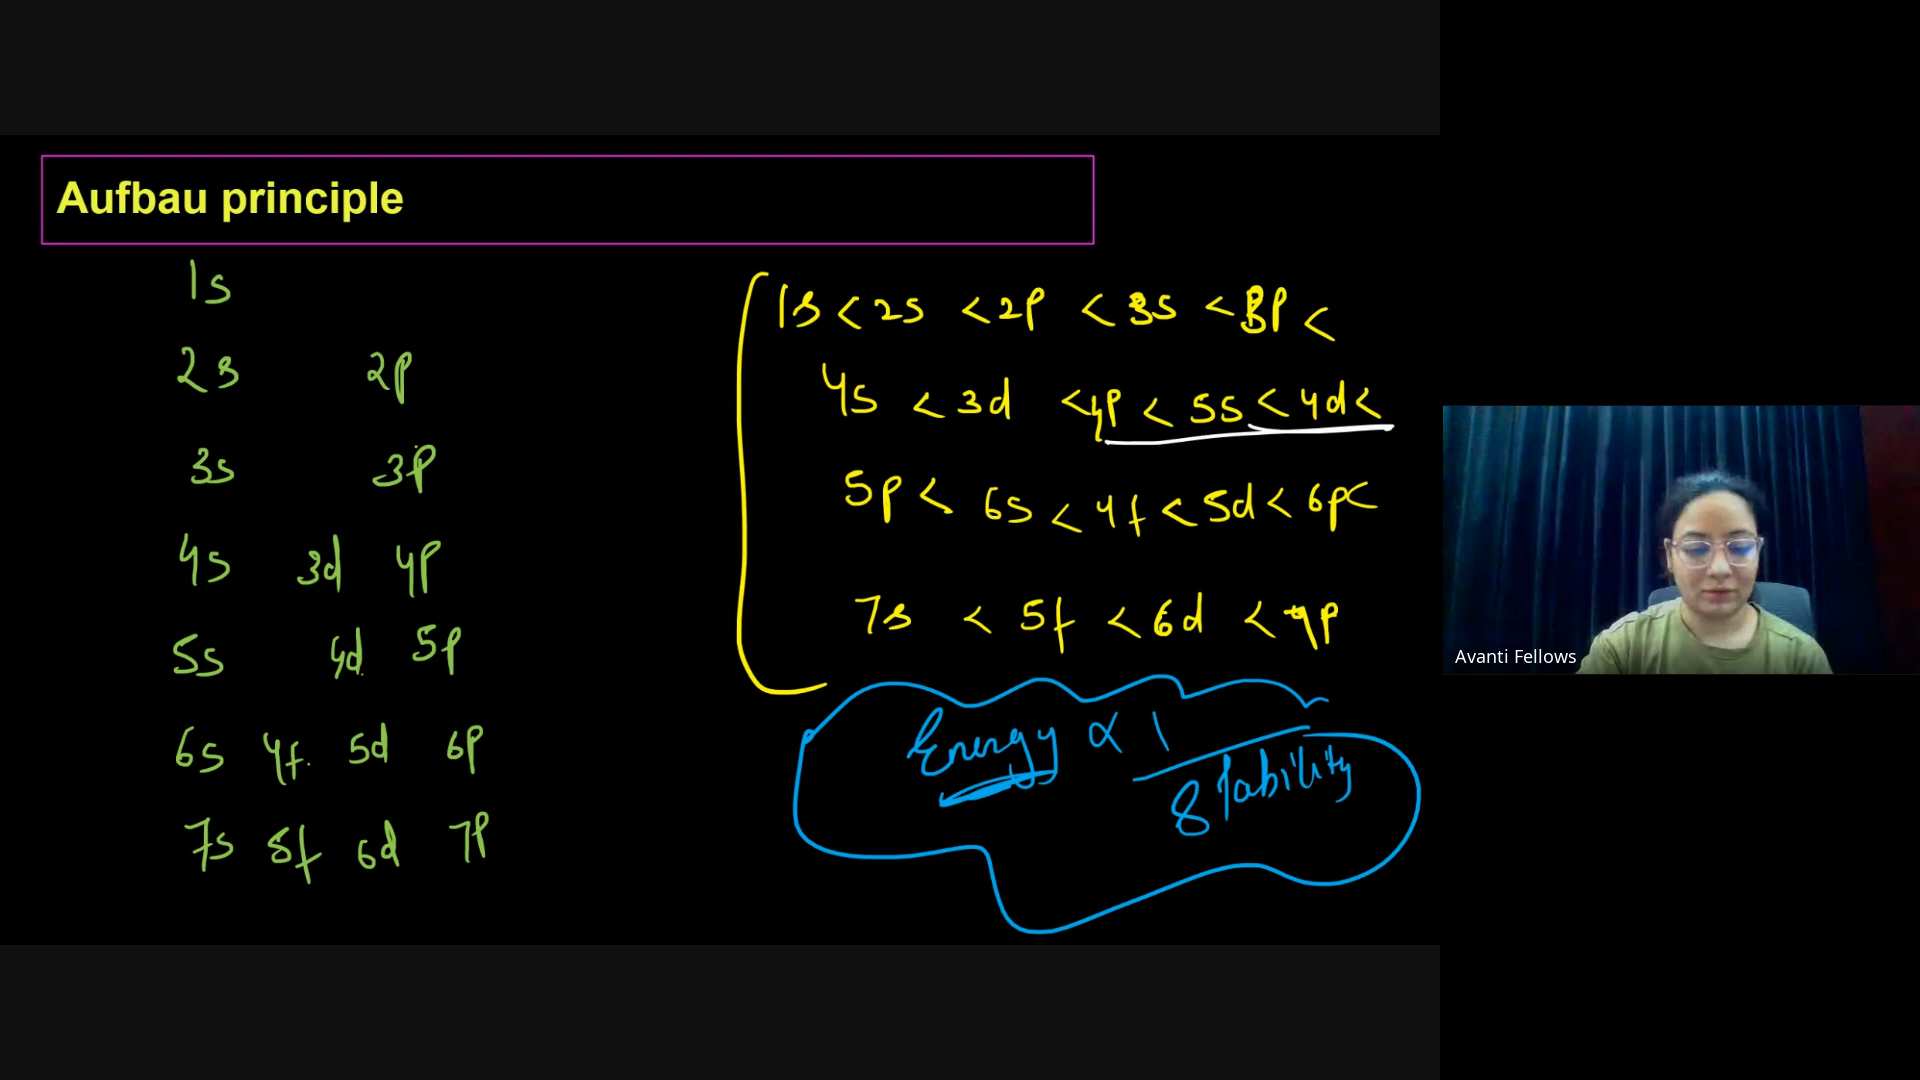 Aufbau principle
1s
2s 2p
3s 3p
4s 3d 4p
5s 4d 5p
6s 4f. 5d 6p
7s 5f 6d 7p
1s < 2s < 2p < 3s < 3p <
4s < 3d < 4p < 5s < 4d <
5p < 6s < 4f < 5d < 6p <
7s < 5f < 6d < 7p
Energy ∝ 1
Stability
Avanti Fellows